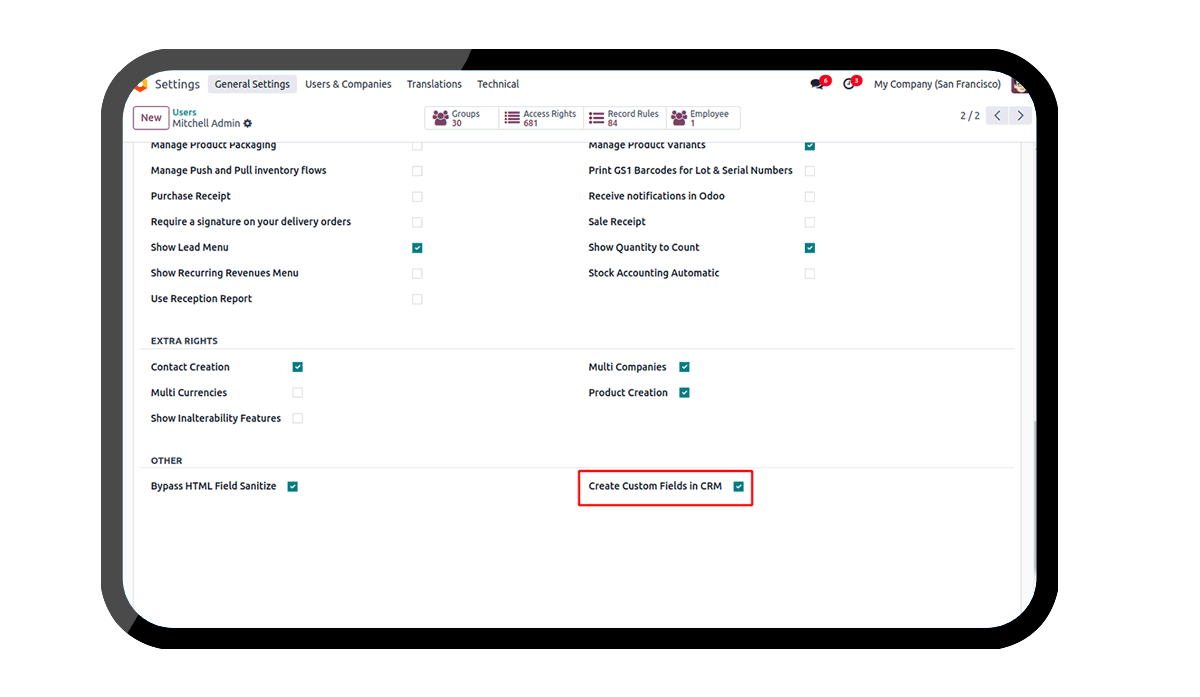 Settings General Settings Users & Companies Translations Technical 6 3 My Company (San Francisco)
New Users Groups Access Rights Record Rules Employee 2 / 2
Mitchell Admin 30 681 84 1
Manage Product Packaging Manage Product Variants
Manage Push and Pull inventory flows Print GS1 Barcodes for Lot & Serial Numbers
Purchase Receipt Receive notifications in Odoo
Require a signature on your delivery orders Sale Receipt
Show Lead Menu Show Quantity to Count
Show Recurring Revenues Menu Stock Accounting Automatic
Use Reception Report
EXTRA RIGHTS
Contact Creation Multi Companies
Multi Currencies Product Creation
Show Inalterability Features
OTHER
Bypass HTML Field Sanitize Create Custom Fields in CRM